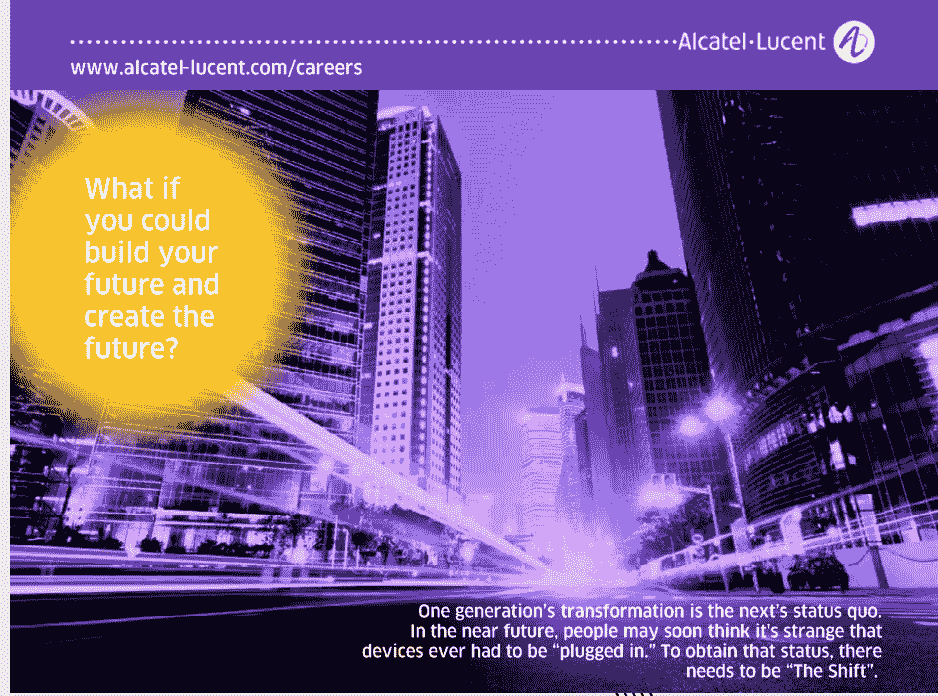 Alcatel·Lucent
www.alcatel-lucent.com/careers
What if
you could
build your
future and
create the
future?
One generation's transformation is the next's status quo.
In the near future, people may soon think it's strange that
devices ever had to be “plugged in.” To obtain that status, there
needs to be “The Shift”.